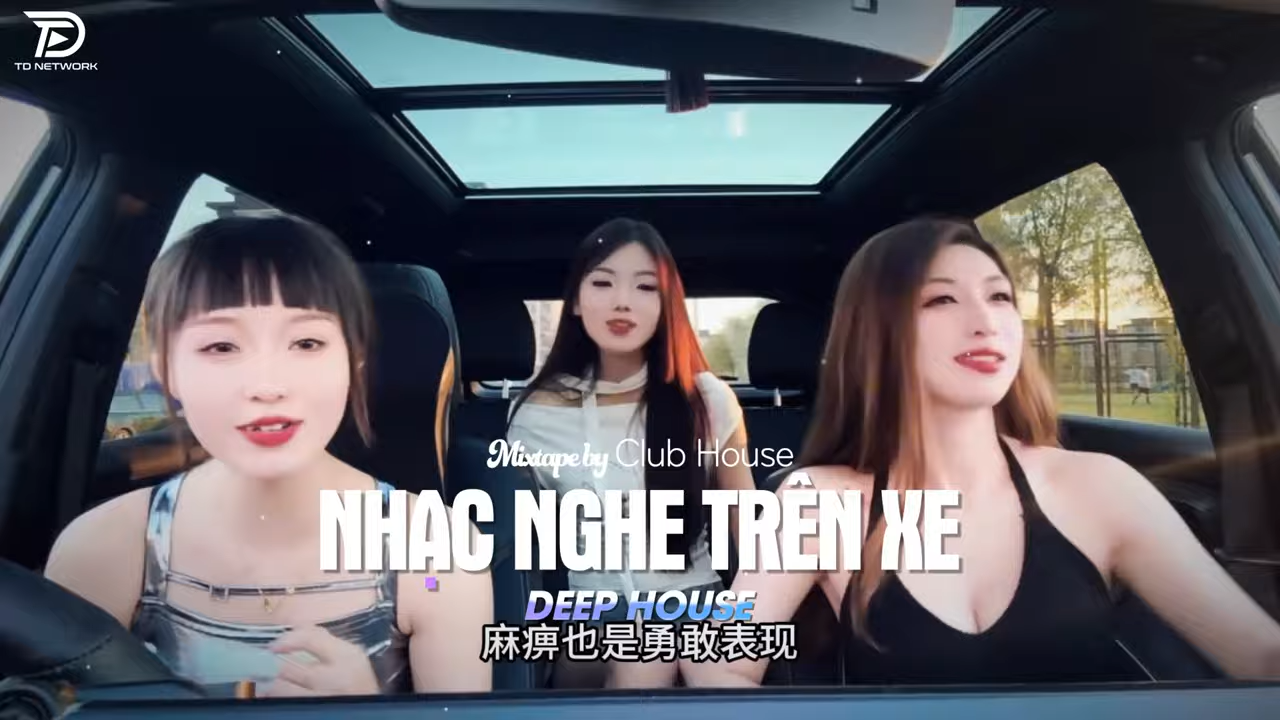 TD NETWORK
Mixtape by Club House
NHẠC NGHE TRÊN XE
DEEP HOUSE
麻痹也是勇敢表现